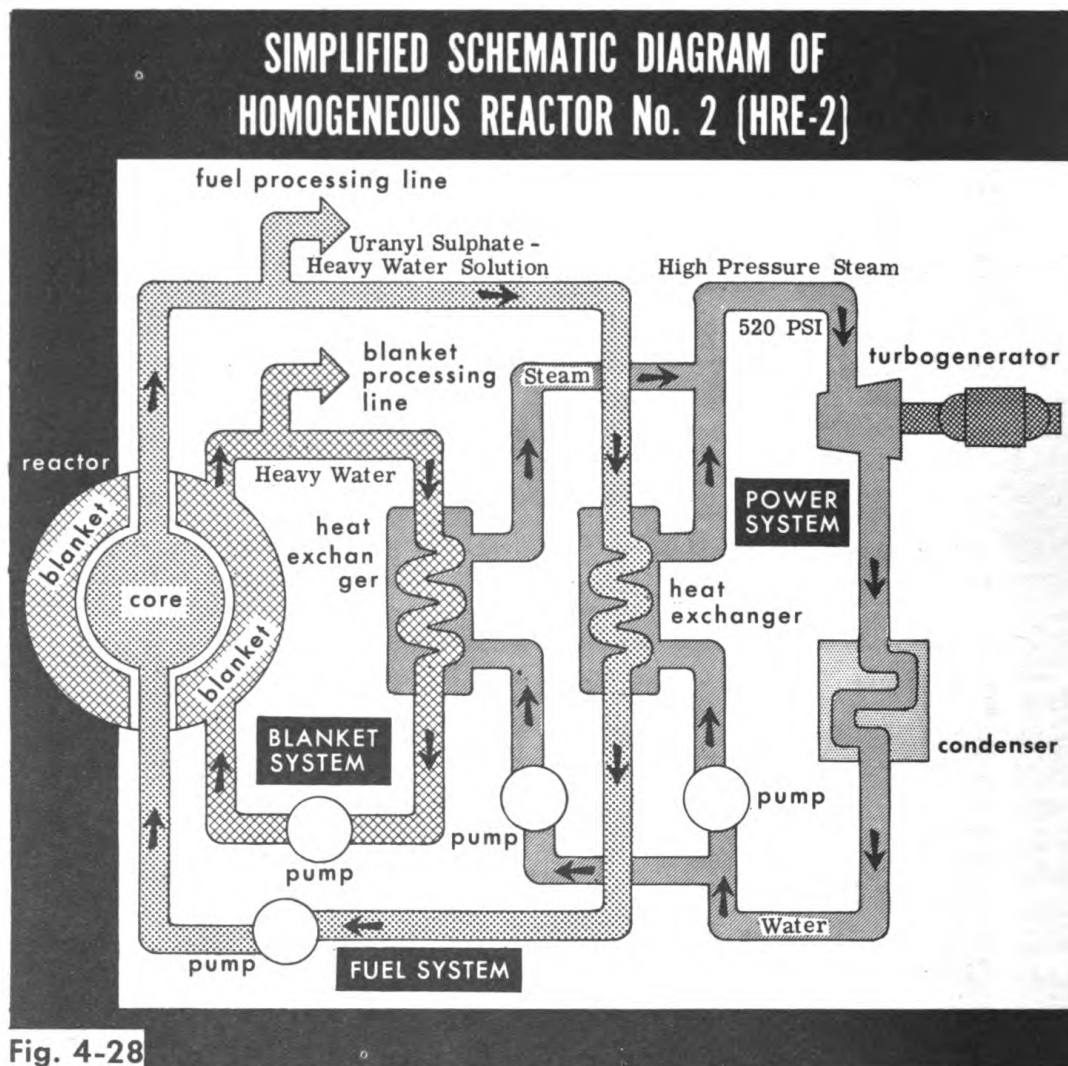 SIMPLIFIED SCHEMATIC DIAGRAM OF
HOMOGENEOUS REACTOR No. 2 (HRE-2)
fuel processing line
Uranyl Sulphate -
Heavy Water Solution
High Pressure Steam
520 PSI
turbogenerator
blanket
processing
line
Steam
reactor
Heavy Water
heat
exchan
ger
POWER
SYSTEM
blanket
core
blanket
heat
exchanger
BLANKET
SYSTEM
condenser
pump
pump
pump
Water
pump
FUEL SYSTEM
Fig. 4-28